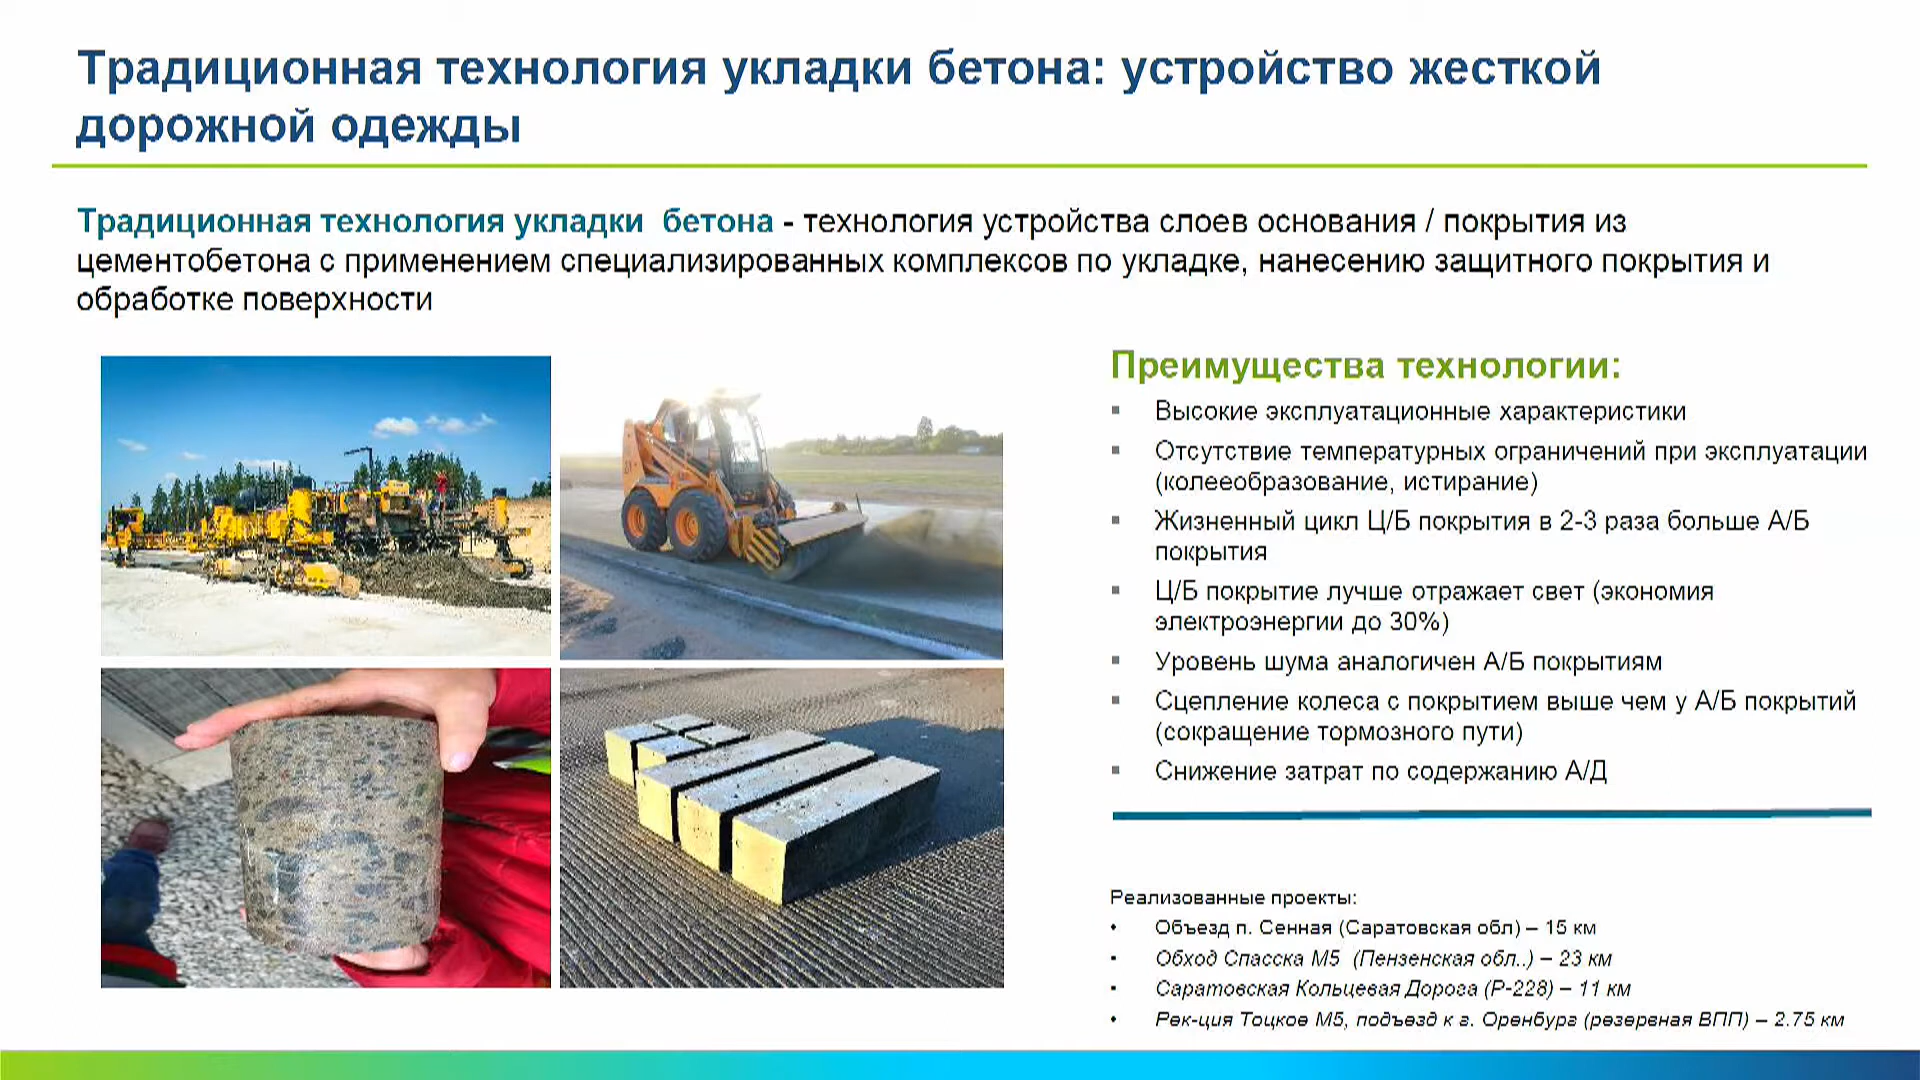 Традиционная технология укладки бетона: устройство жесткой
дорожной одежды
Традиционная технология укладки бетона - технология устройства слоев основания / покрытия из
цементобетона с применением специализированных комплексов по укладке, нанесению защитного покрытия и
обработке поверхности
Преимущества технологии:
▪ Высокие эксплуатационные характеристики
▪ Отсутствие температурных ограничений при эксплуатации
(колееобразование, истирание)
▪ Жизненный цикл Ц/Б покрытия в 2-3 раза больше А/Б
покрытия
▪ Ц/Б покрытие лучше отражает свет (экономия
электроэнергии до 30%)
▪ Уровень шума аналогичен А/Б покрытиям
▪ Сцепление колеса с покрытием выше чем у А/Б покрытий
(сокращение тормозного пути)
▪ Снижение затрат по содержанию А/Д
Реализованные проекты:
• Объезд п. Сенная (Саратовская обл) – 15 км
• Обход Спасска М5 (Пензенская обл..) – 23 км
• Саратовская Кольцевая Дорога (Р-228) – 11 км
• Рек-ция Тоцкое М5, подъезд к г. Оренбург (резервная ВПП) – 2.75 км